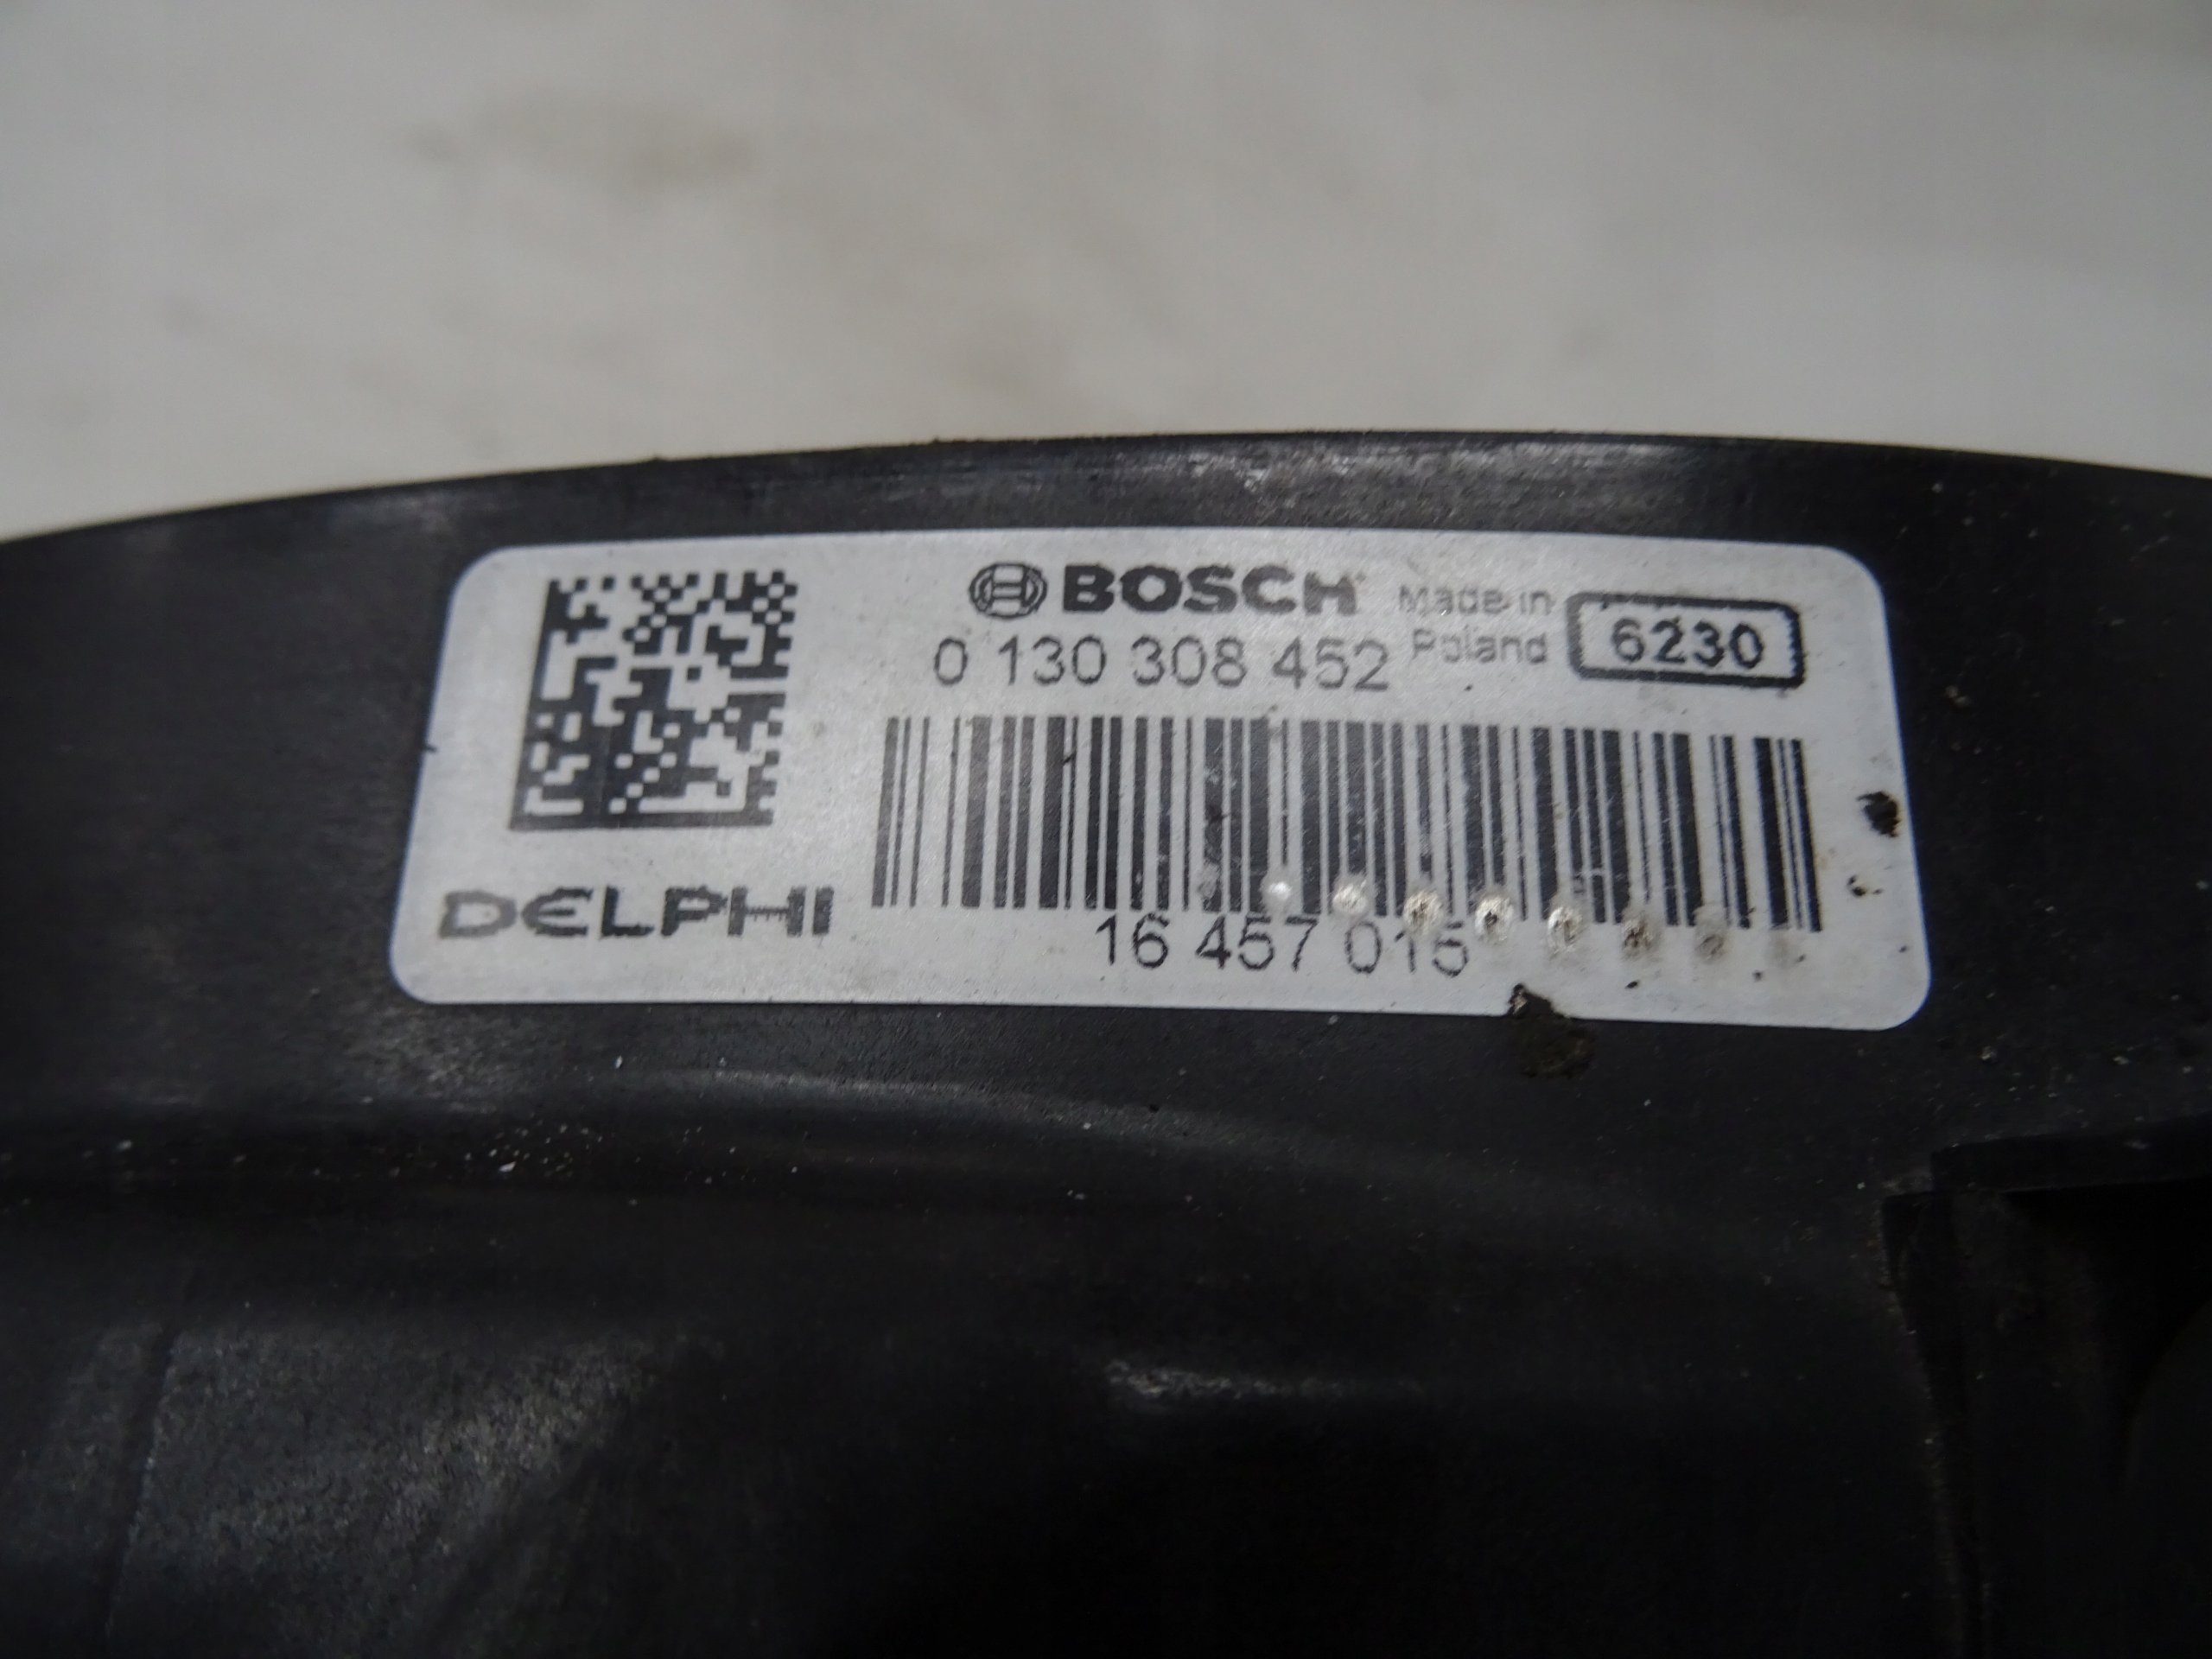 BOSCH
0 130 308 452
Made in
Poland
6230
DELPHI
16 457 015